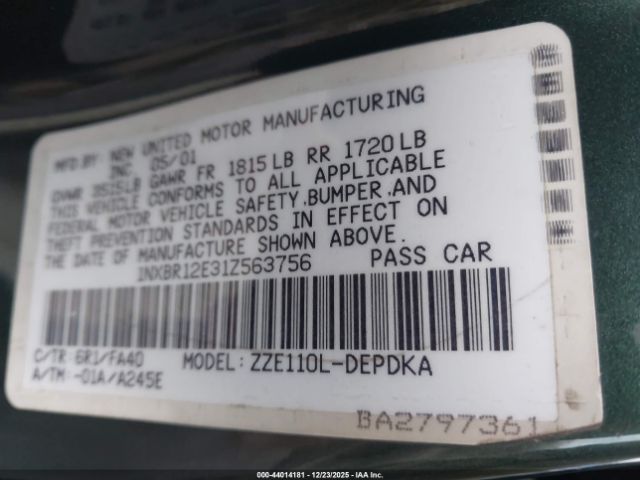 MFD BY: NEW UNITED MOTOR MANUFACTURING
INC. 05/01
GVWR 3515LB GAWR FR 1815 LB RR 1720 LB
THIS VEHICLE CONFORMS TO ALL APPLICABLE
FEDERAL MOTOR VEHICLE SAFETY,BUMPER,AND
THEFT PREVENTION STANDARDS IN EFFECT ON
THE DATE OF MANUFACTURE SHOWN ABOVE.
1NXBR12E31Z563756 PASS CAR
C/TR 6R1/FA40 MODEL: ZZE110L-DEPDKA
A/TM -01A/A245E
BA2797361
000-44014181 - 12/23/2025 - IAA Inc.